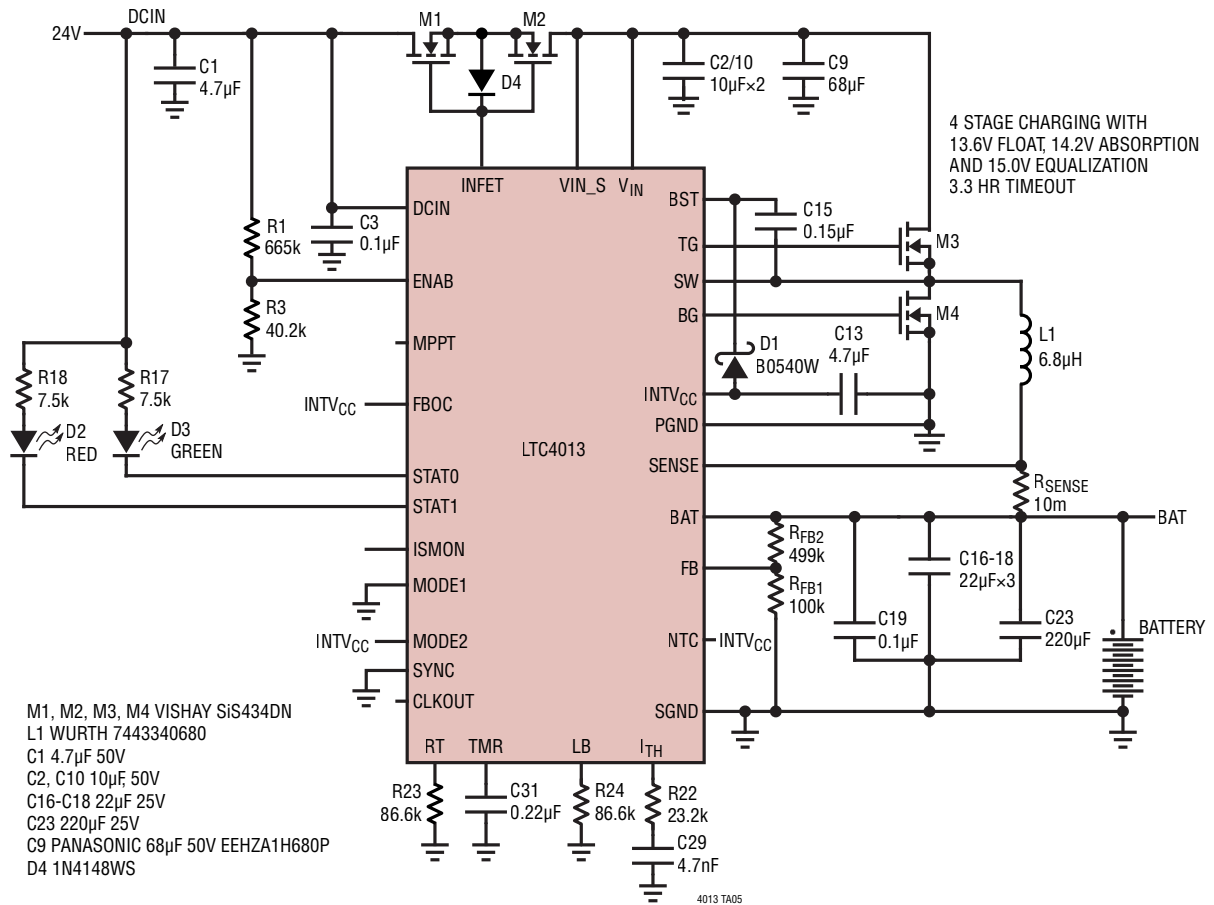 DCIN
24V
M1
M2
C1
4.7µF
D4
C2/10
10µF×2
C9
68µF
4 STAGE CHARGING WITH
13.6V FLOAT, 14.2V ABSORPTION
AND 15.0V EQUALIZATION
3.3 HR TIMEOUT
INFET
VIN_S
VIN
DCIN
BST
C3
0.1µF
R1
665k
C15
0.15µF
TG
M3
ENAB
SW
R3
40.2k
BG
M4
MPPT
D1
B0540W
C13
4.7µF
L1
6.8µH
R18
7.5k
R17
7.5k
INTVCC
FBOC
INTVCC
PGND
D2
RED
D3
GREEN
LTC4013
STAT0
SENSE
STAT1
RSENSE
10m
BAT
BAT
ISMON
RFB2
499k
FB
C16-18
22µF×3
MODE1
RFB1
100k
C19
0.1µF
C23
220µF
BATTERY
INTVCC
MODE2
NTC
INTVCC
SYNC
CLKOUT
SGND
M1, M2, M3, M4 VISHAY SiS434DN
L1 WURTH 7443340680
C1 4.7µF 50V
C2, C10 10µF, 50V
C16-C18 22µF 25V
C23 220µF 25V
C9 PANASONIC 68µF 50V EEHZA1H680P
D4 1N4148WS
RT
TMR
LB
ITH
R23
86.6k
C31
0.22µF
R24
86.6k
R22
23.2k
C29
4.7nF
4013 TA05